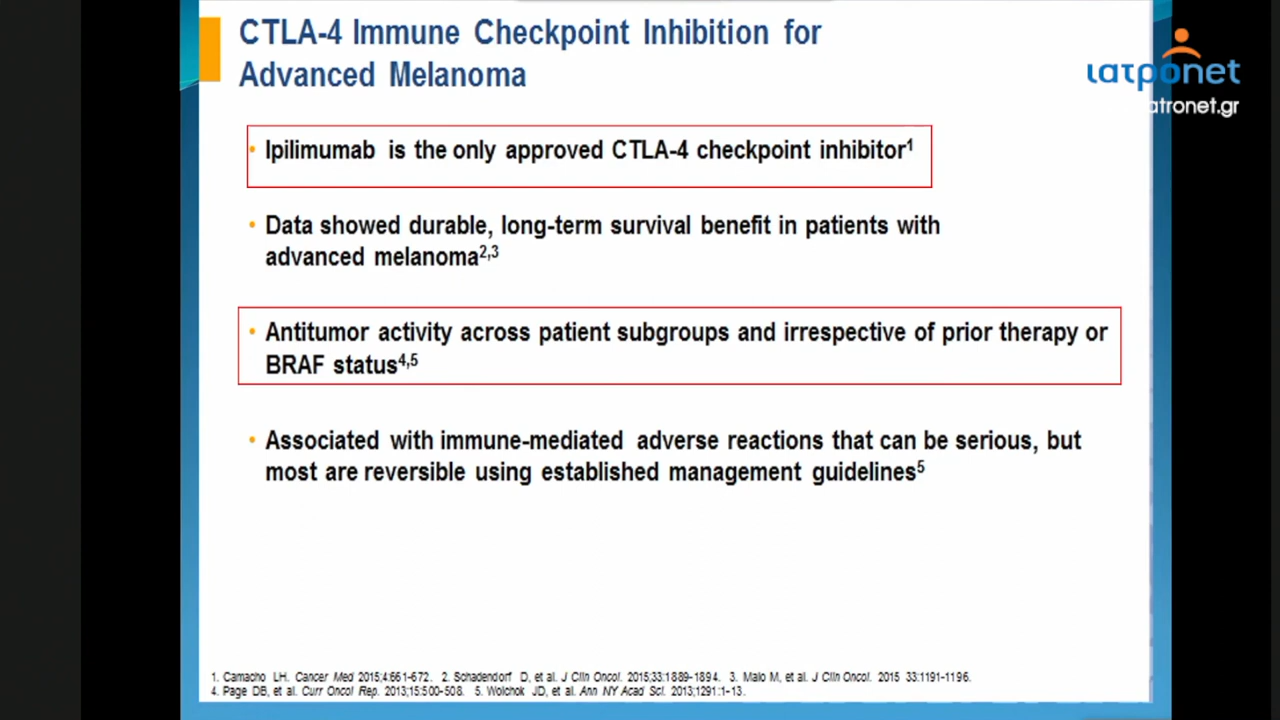 CTLA-4 Immune Checkpoint Inhibition for
Advanced Melanoma
ιατροnet
iatronet.gr
• Ipilimumab is the only approved CTLA-4 checkpoint inhibitor1
• Data showed durable, long-term survival benefit in patients with
advanced melanoma2,3
• Antitumor activity across patient subgroups and irrespective of prior therapy or
BRAF status4,5
• Associated with immune-mediated adverse reactions that can be serious, but
most are reversible using established management guidelines5
1. Camacho LH. Cancer Med 2015;4:661-672. 2. Schadendorf D, et al. J Clin Oncol. 2015;33:1889-1894. 3. Maio M, et al. J Clin Oncol. 2015 33:1191-1196.
4. Page DB, et al. Curr Oncol Rep. 2013;15:500-508. 5. Wolchok JD, et al. Ann NY Acad Sci. 2013;1291:1-13.